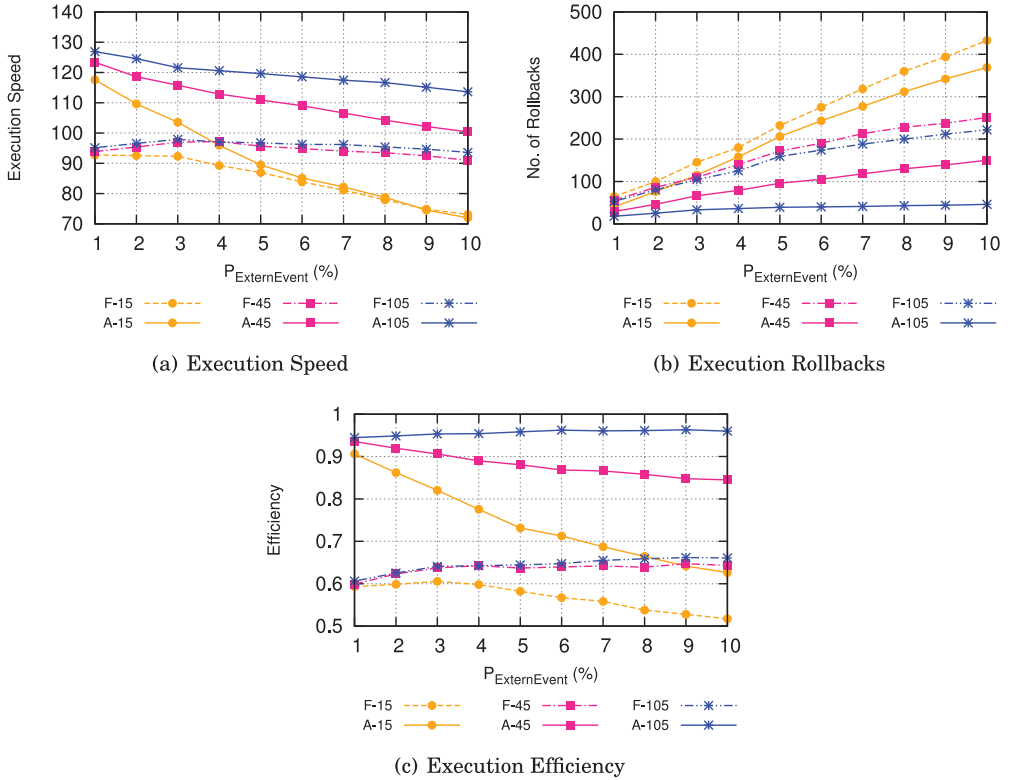 140
130
120
110
100
90
80
70
Execution Speed
1 2 3 4 5 6 7 8 9 10
P_ExternEvent (%)
F-15 F-45 F-105
A-15 A-45 A-105
(a) Execution Speed
500
400
300
200
100
0
No. of Rollbacks
1 2 3 4 5 6 7 8 9 10
P_ExternEvent (%)
F-15 F-45 F-105
A-15 A-45 A-105
(b) Execution Rollbacks
1
0.9
0.8
0.7
0.6
0.5
Efficiency
1 2 3 4 5 6 7 8 9 10
P_ExternEvent (%)
F-15 F-45 F-105
A-15 A-45 A-105
(c) Execution Efficiency